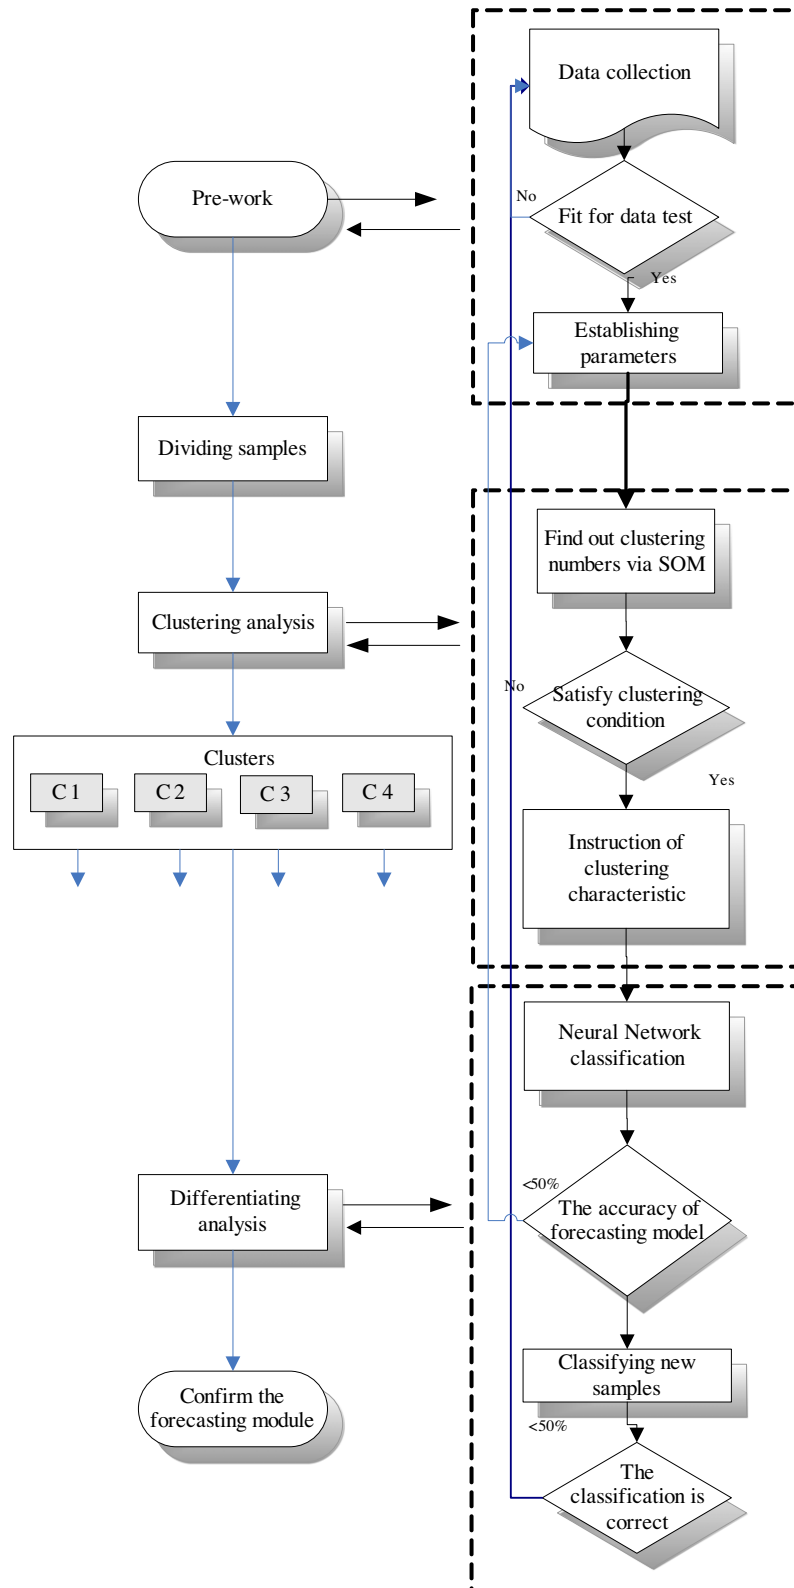 Data collection
Pre-work
No
Fit for data test
Yes
Establishing
parameters
Dividing samples
Find out clustering
numbers via SOM
Clustering analysis
No
Satisfy clustering
condition
Clusters
C 1
C 2
C 3
C 4
Yes
Instruction of
clustering
characteristic
Neural Network
classification
<50%
Differentiating
analysis
The accuracy of
forecasting model
Classifying new
samples
Confirm the
forecasting module
<50%
The
classification is
correct